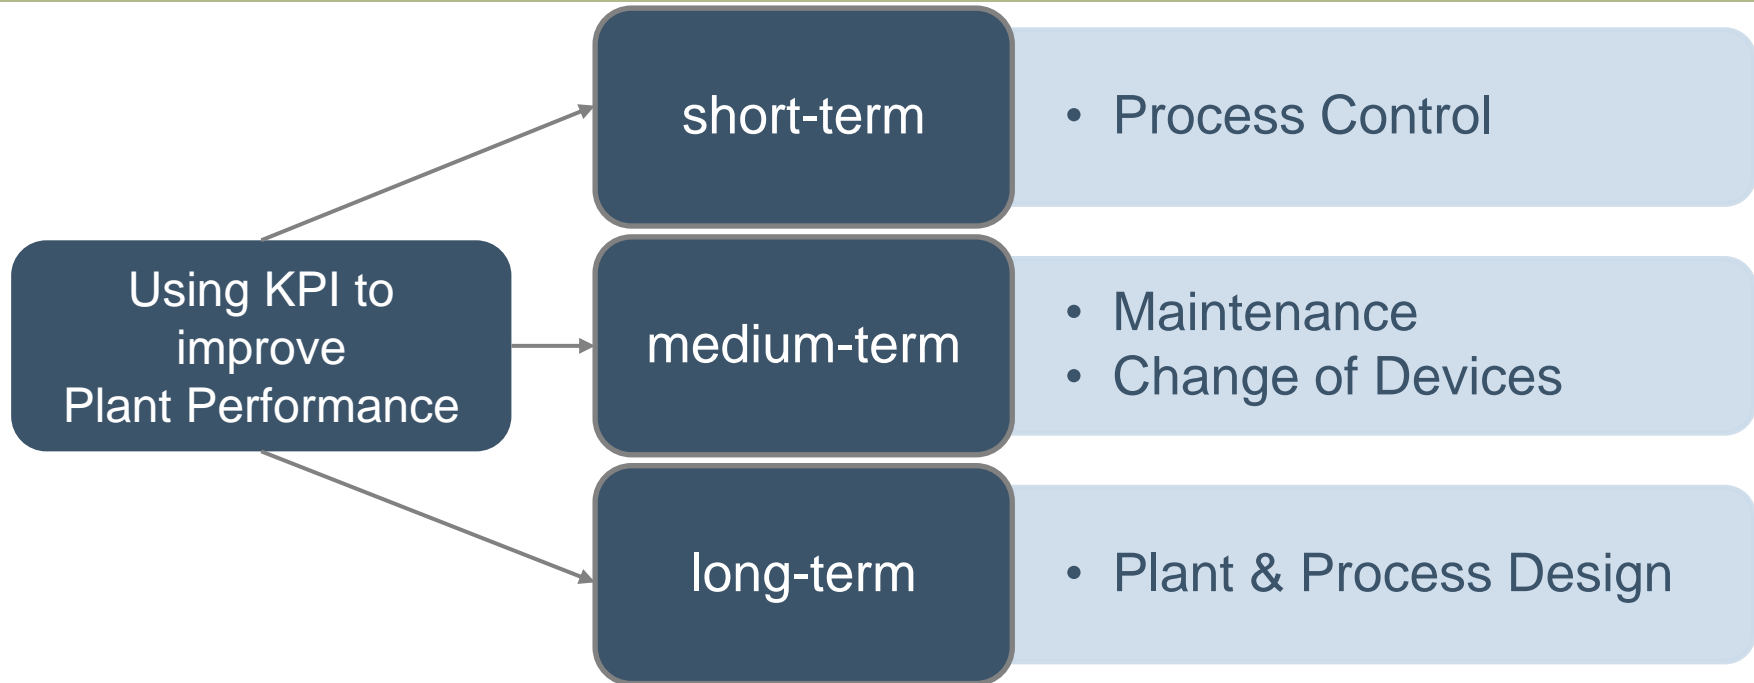 Using KPI to
improve
Plant Performance
short-term
• Process Control
medium-term
• Maintenance
• Change of Devices
long-term
• Plant & Process Design